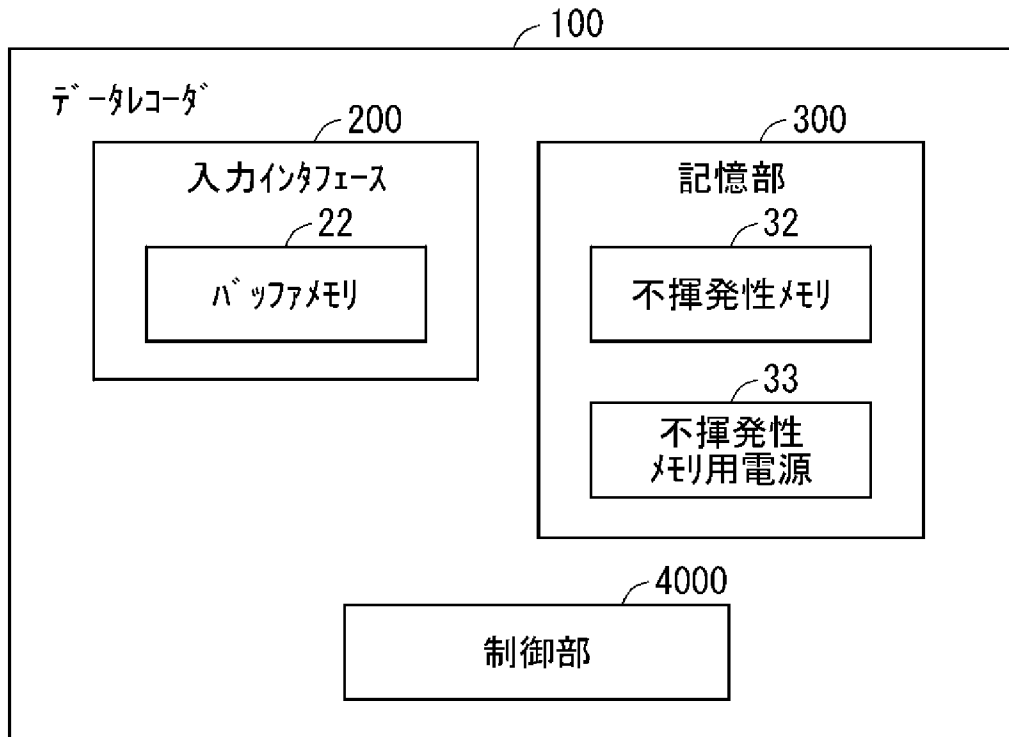 100
ﾃﾞｰﾀﾚｺｰﾀﾞ
200
入力ｲﾝﾀﾌｪｰｽ
22
ﾊﾞｯﾌｧﾒﾓﾘ
300
記憶部
32
不揮発性ﾒﾓﾘ
33
不揮発性
ﾒﾓﾘ用電源
4000
制御部